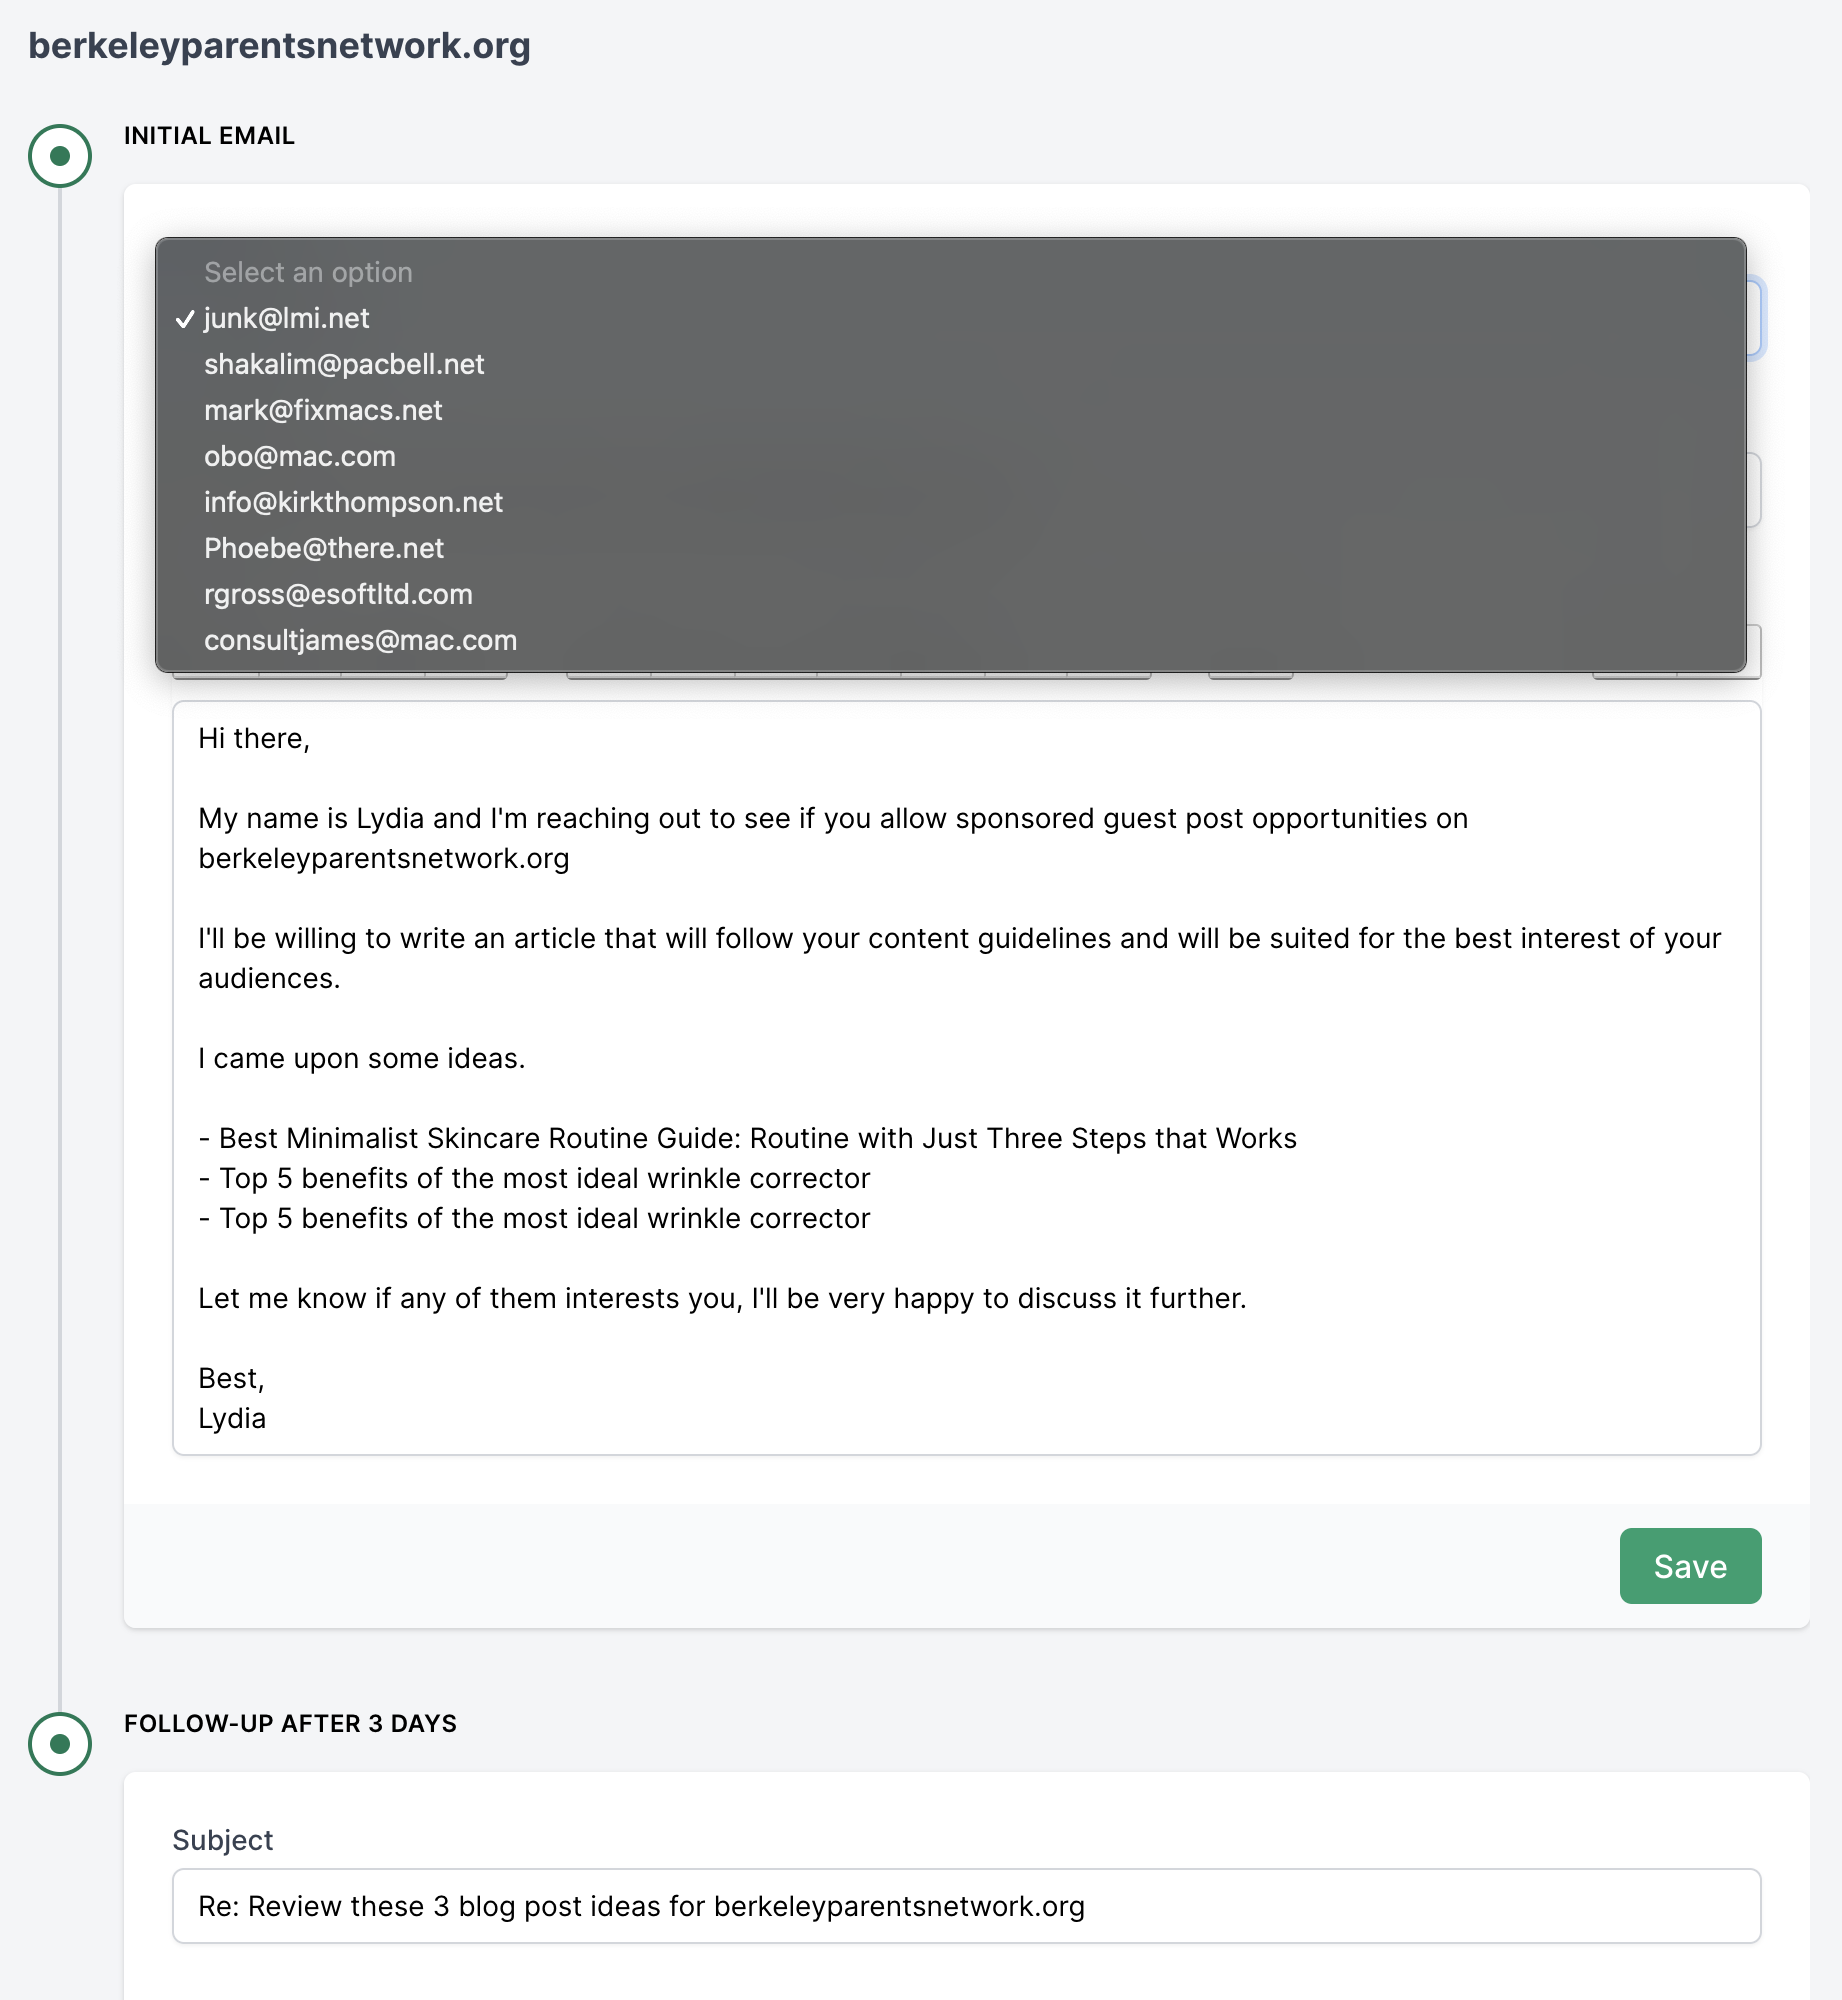 berkeleyparentsnetwork.org
INITIAL EMAIL
Select an option
✓ junk@lmi.net
shakalim@pacbell.net
mark@fixmacs.net
obo@mac.com
info@kirkthompson.net
Phoebe@there.net
rgross@esoftltd.com
consultjames@mac.com
Hi there,
My name is Lydia and I'm reaching out to see if you allow sponsored guest post opportunities on
berkeleyparentsnetwork.org
I'll be willing to write an article that will follow your content guidelines and will be suited for the best interest of your
audiences.
I came upon some ideas.
- Best Minimalist Skincare Routine Guide: Routine with Just Three Steps that Works
- Top 5 benefits of the most ideal wrinkle corrector
- Top 5 benefits of the most ideal wrinkle corrector
Let me know if any of them interests you, I'll be very happy to discuss it further.
Best,
Lydia
Save
FOLLOW-UP AFTER 3 DAYS
Subject
Re: Review these 3 blog post ideas for berkeleyparentsnetwork.org